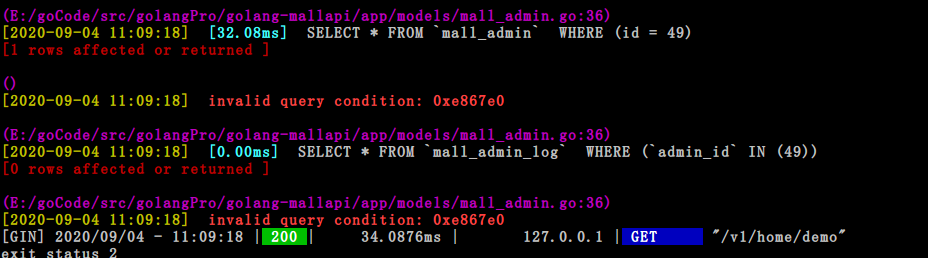 (E:/goCode/src/golangPro/golang-mallapi/app/models/mall_admin.go:36)
[2020-09-04 11:09:18]  [32.08ms]  SELECT * FROM `mall_admin`  WHERE (id = 49)
[1 rows affected or returned ]
()
[2020-09-04 11:09:18]  invalid query condition: 0xe867e0
(E:/goCode/src/golangPro/golang-mallapi/app/models/mall_admin.go:36)
[2020-09-04 11:09:18]  [0.00ms]  SELECT * FROM `mall_admin_log`  WHERE (`admin_id` IN (49))
[0 rows affected or returned ]
(E:/goCode/src/golangPro/golang-mallapi/app/models/mall_admin.go:36)
[2020-09-04 11:09:18]  invalid query condition: 0xe867e0
[GIN] 2020/09/04 - 11:09:18 | 200 |     34.0876ms |       127.0.0.1 | GET      "/v1/home/demo"
exit status 2